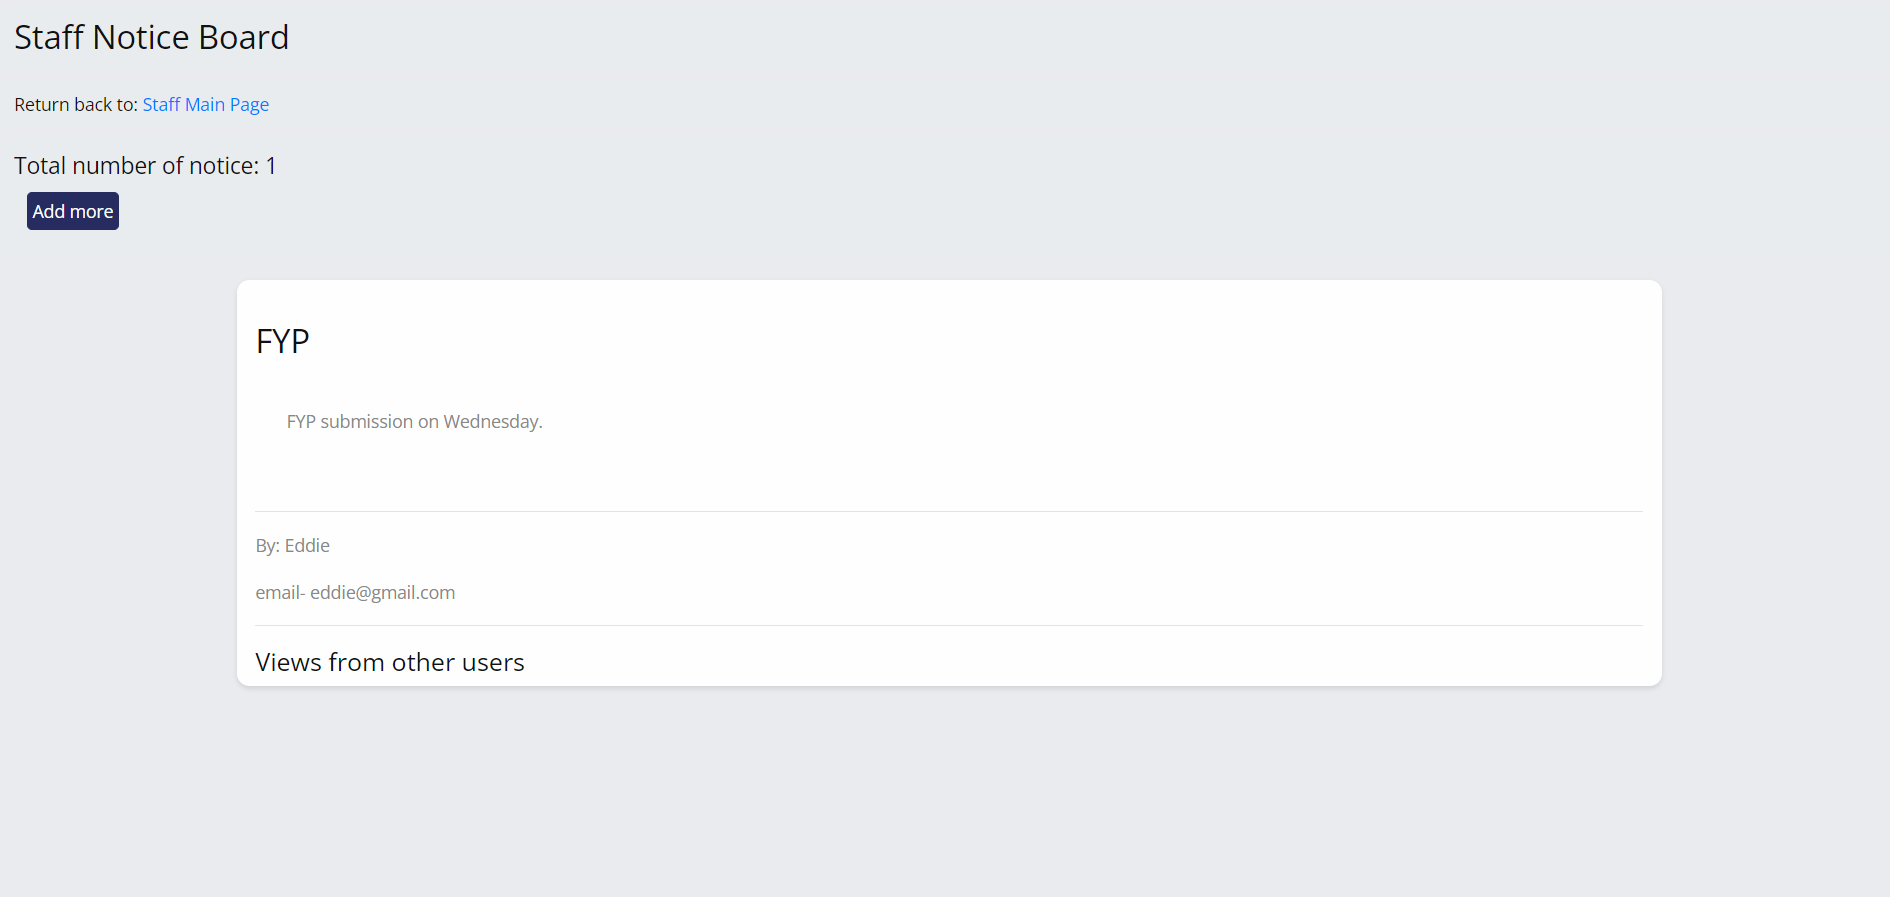 Staff Notice Board
Return back to: Staff Main Page
Total number of notice: 1
Add more
FYP
FYP submission on Wednesday.
By: Eddie
email- eddie@gmail.com
Views from other users